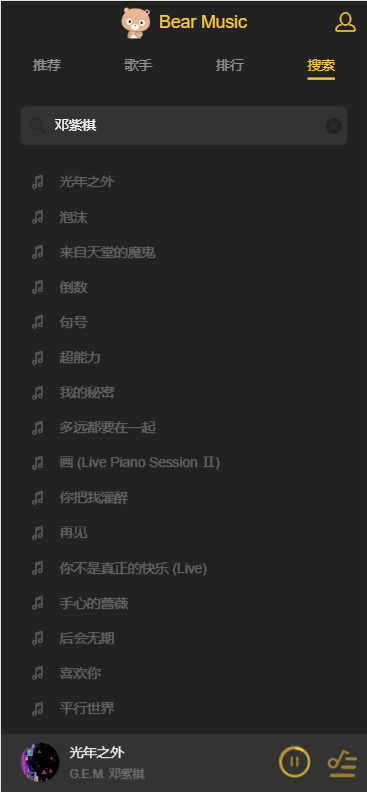 Bear Music
推荐 歌手 排行 搜索
邓紫棋
光年之外
泡沫
来自天堂的魔鬼
倒数
句号
超能力
我的秘密
多远都要在一起
画 (Live Piano Session Ⅱ)
你把我灌醉
再见
你不是真正的快乐 (Live)
手心的蔷薇
后会无期
喜欢你
平行世界
光年之外
G.E.M. 邓紫棋